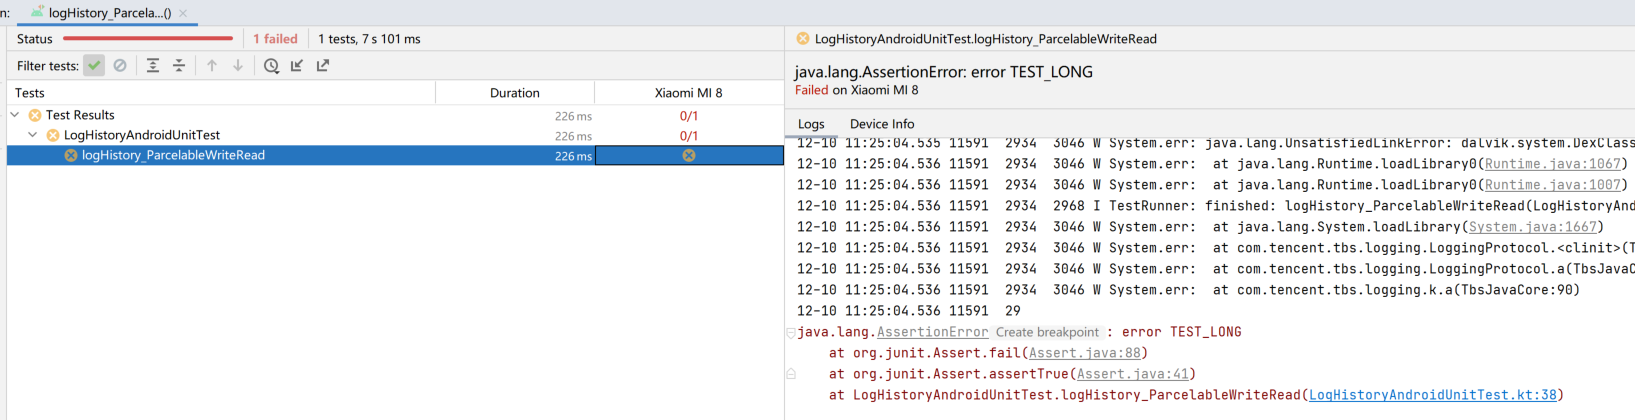 n: logHistory_Parcela...()
Status 1 failed 1 tests, 7 s 101 ms
Filter tests:
Tests Duration Xiaomi MI 8
Test Results 226 ms 0/1
LogHistoryAndroidUnitTest 226 ms 0/1
logHistory_ParcelableWriteRead 226 ms
LogHistoryAndroidUnitTest.logHistory_ParcelableWriteRead
java.lang.AssertionError: error TEST_LONG
Failed on Xiaomi MI 8
Logs Device Info
12-10 11:25:04.535 11591 2934 3046 W System.err: java.lang.UnsatisfiedLinkError: dalvik.system.DexClass
12-10 11:25:04.536 11591 2934 3046 W System.err: at java.lang.Runtime.loadLibrary0(Runtime.java:1067)
12-10 11:25:04.536 11591 2934 3046 W System.err: at java.lang.Runtime.loadLibrary0(Runtime.java:1007)
12-10 11:25:04.536 11591 2934 2968 I TestRunner: finished: logHistory_ParcelableWriteRead(LogHistoryAnd
12-10 11:25:04.536 11591 2934 3046 W System.err: at java.lang.System.loadLibrary(System.java:1667)
12-10 11:25:04.536 11591 2934 3046 W System.err: at com.tencent.tbs.logging.LoggingProtocol.<clinit>(T
12-10 11:25:04.536 11591 2934 3046 W System.err: at com.tencent.tbs.logging.LoggingProtocol.a(TbsJavaC
12-10 11:25:04.536 11591 2934 3046 W System.err: at com.tencent.tbs.logging.k.a(TbsJavaCore:90)
12-10 11:25:04.536 11591 29
java.lang.AssertionError Create breakpoint : error TEST_LONG
at org.junit.Assert.fail(Assert.java:88)
at org.junit.Assert.assertTrue(Assert.java:41)
at LogHistoryAndroidUnitTest.logHistory_ParcelableWriteRead(LogHistoryAndroidUnitTest.kt:38)